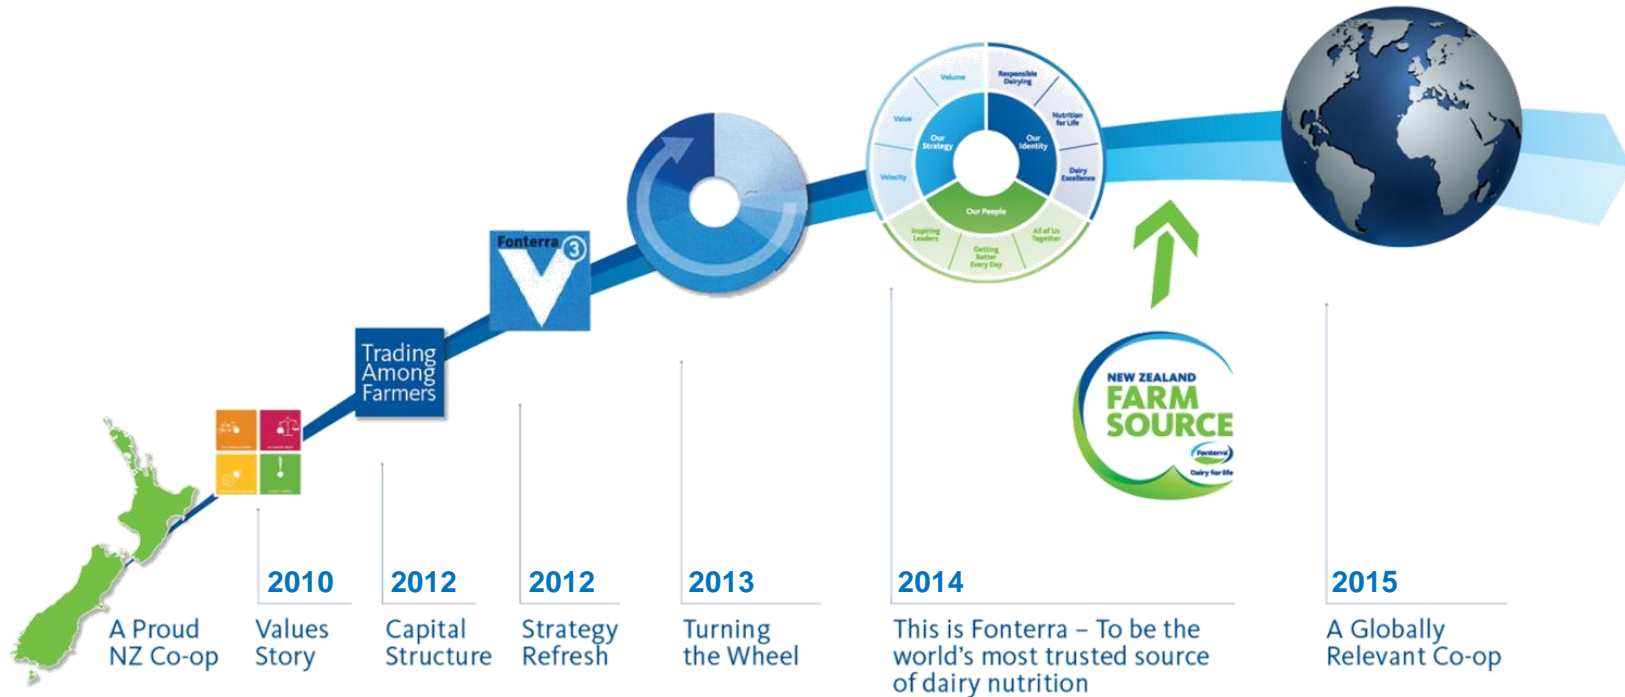 Volume
Responsible
Dairying
Value
Nutrition
for Life
Our
Strategy
Our
Identity
Velocity
Dairy
Excellence
Our People
Inspiring
Leaders
Getting
Better
Every Day
All of Us
Together
Fonterra
3
V
Trading
Among
Farmers
NEW ZEALAND
FARM
SOURCE
Fonterra
Dairy for life
2010
2012
2012
2013
2014
2015
A Proud
NZ Co-op
Values
Story
Capital
Structure
Strategy
Refresh
Turning
the Wheel
This is Fonterra – To be the
world's most trusted source
of dairy nutrition
A Globally
Relevant Co-op